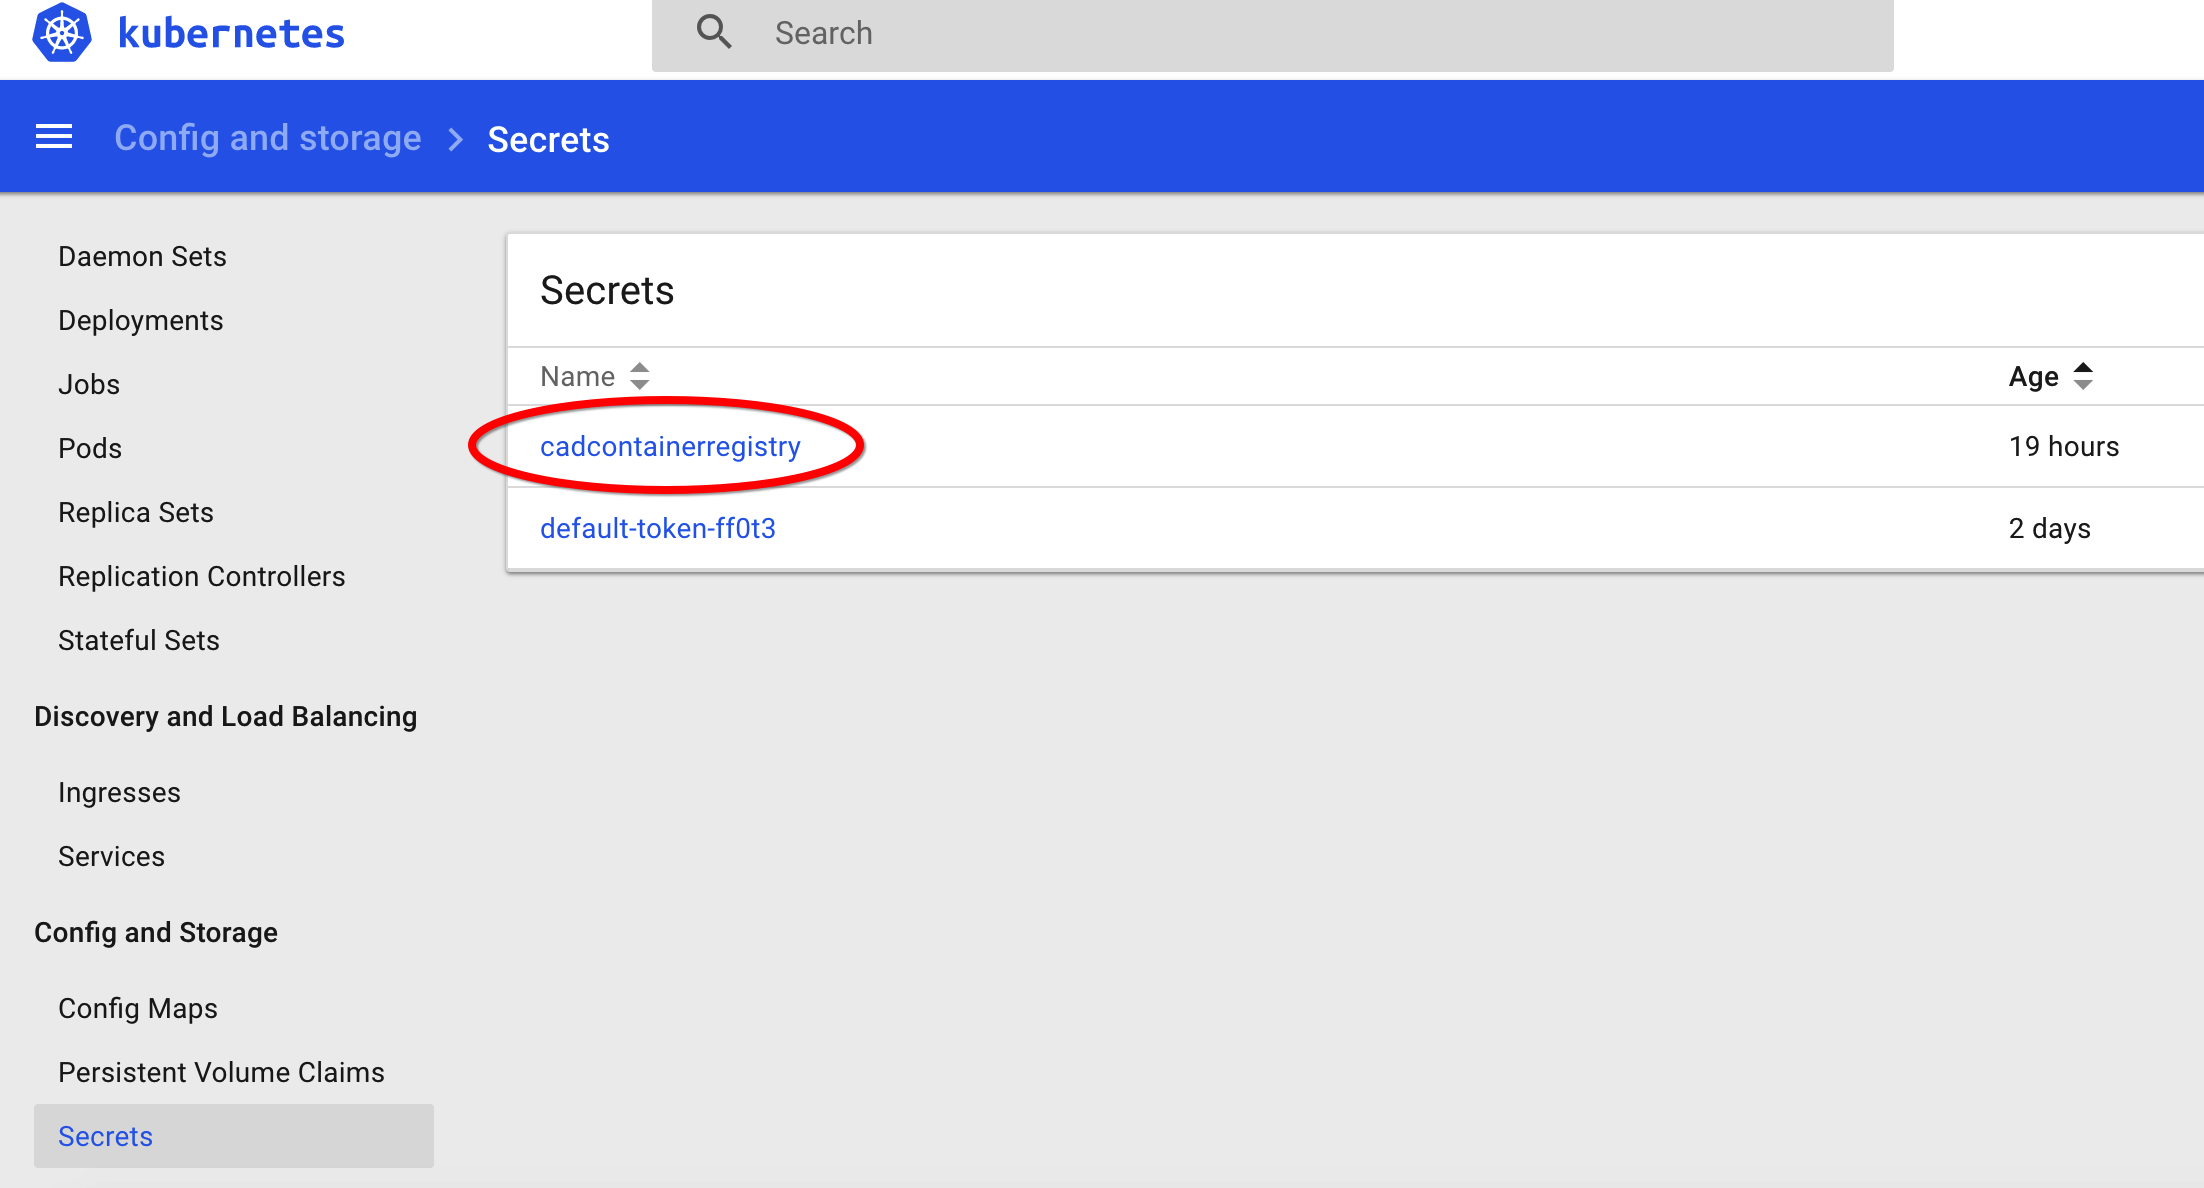 kubernetes
Search
Config and storage > Secrets
Daemon Sets
Deployments
Jobs
Pods
Replica Sets
Replication Controllers
Stateful Sets
Discovery and Load Balancing
Ingresses
Services
Config and Storage
Config Maps
Persistent Volume Claims
Secrets
Secrets
Name Age
cadcontainerregistry 19 hours
default-token-ff0t3 2 days